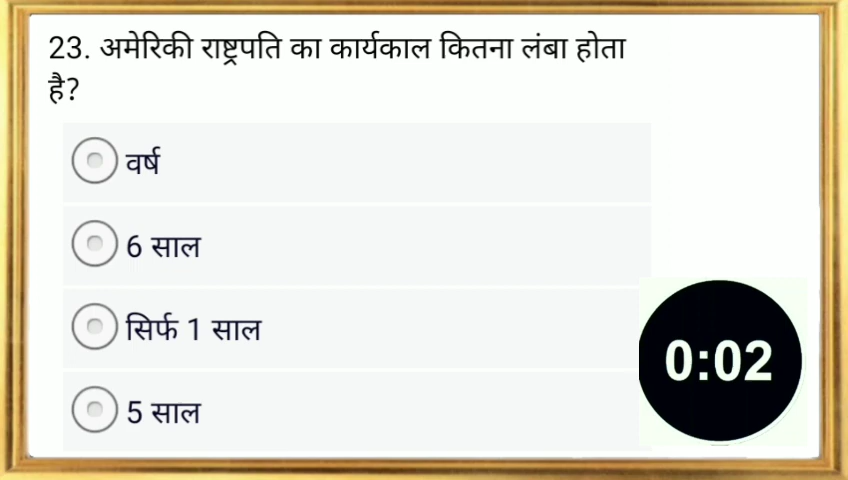 23. अमेरिकी राष्ट्रपति का कार्यकाल कितना लंबा होता
है?
वर्ष
6 साल
सिर्फ 1 साल
5 साल
0:02